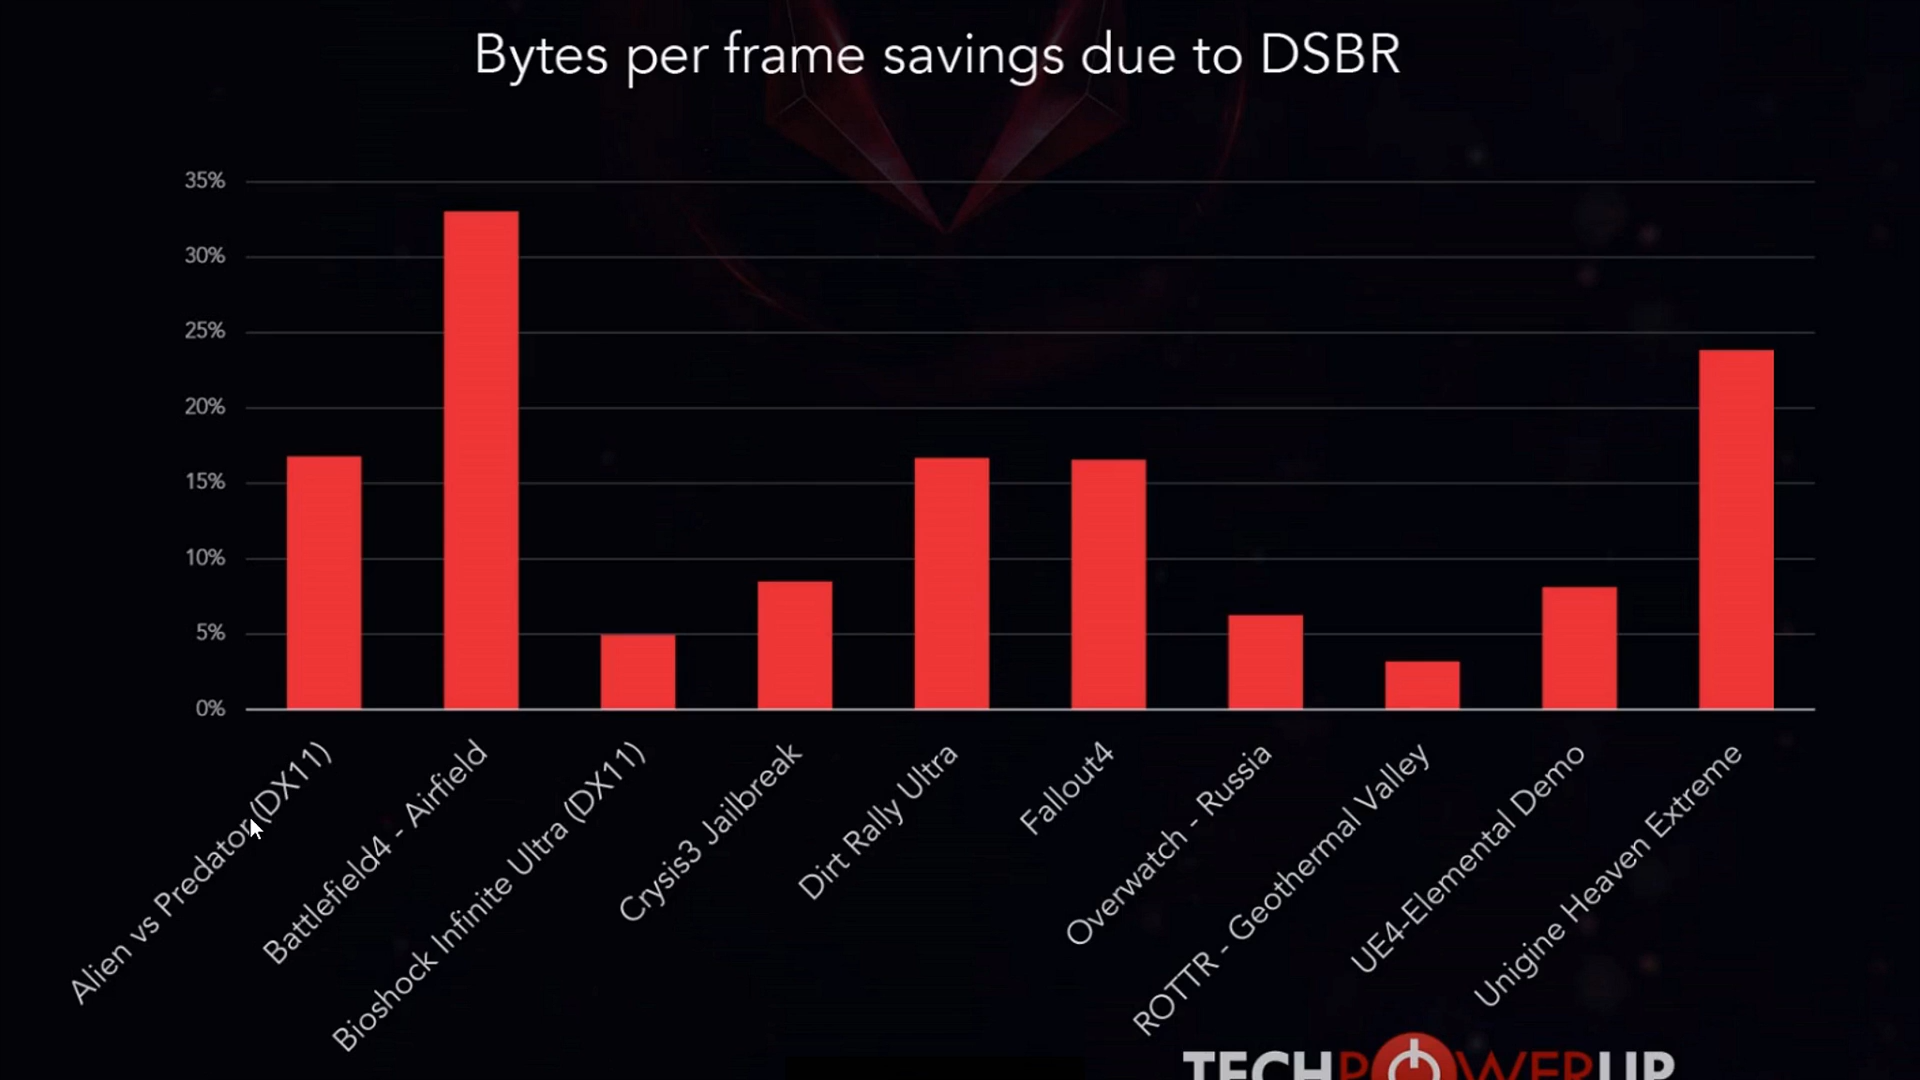 Bytes per frame savings due to DSBR
35%
30%
25%
20%
15%
10%
5%
0%
Alien vs Predator (DX11)
Battlefield4 - Airfield
Bioshock Infinite Ultra (DX11)
Crysis3 Jailbreak
Dirt Rally Ultra
Fallout4
Overwatch - Russia
ROTTR - Geothermal Valley
UE4-Elemental Demo
Unigine Heaven Extreme
TECHPOWERUP